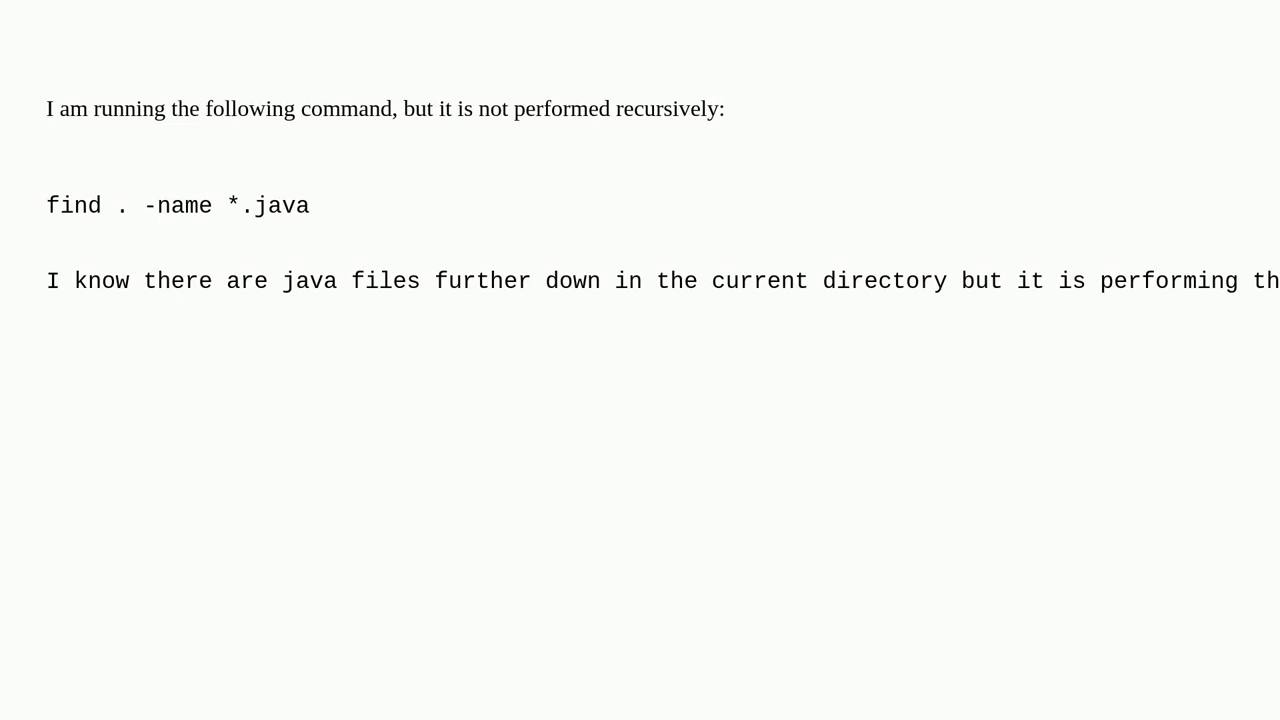 I am running the following command, but it is not performed recursively:
find . -name *.java
I know there are java files further down in the current directory but it is performing th